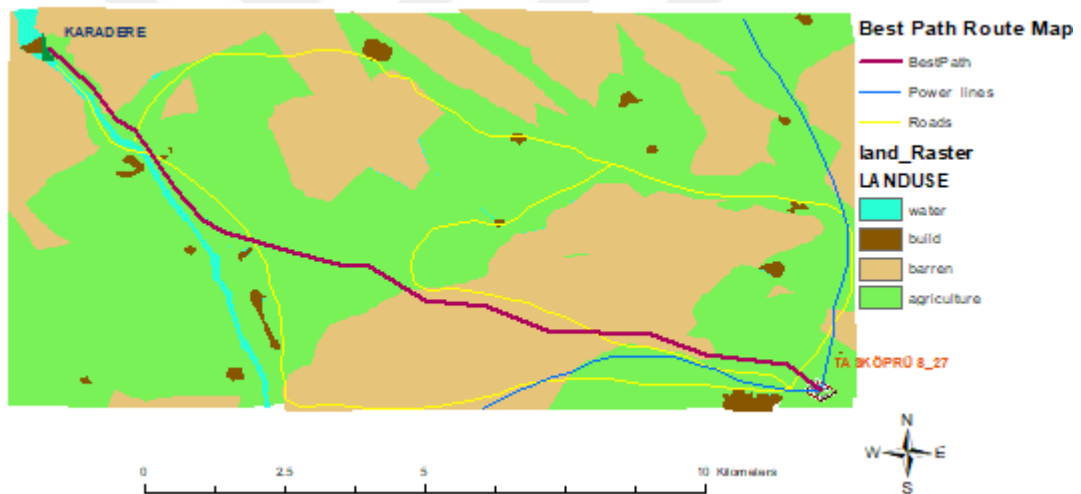 KARADERE
Best Path Route Map
BestPath
Power lines
Roads
land_Raster
LANDUSE
water
build
barren
agriculture
TA SKÖPRÜ 8_27
N
W E
S
0 2.5 5 10 Kilometers